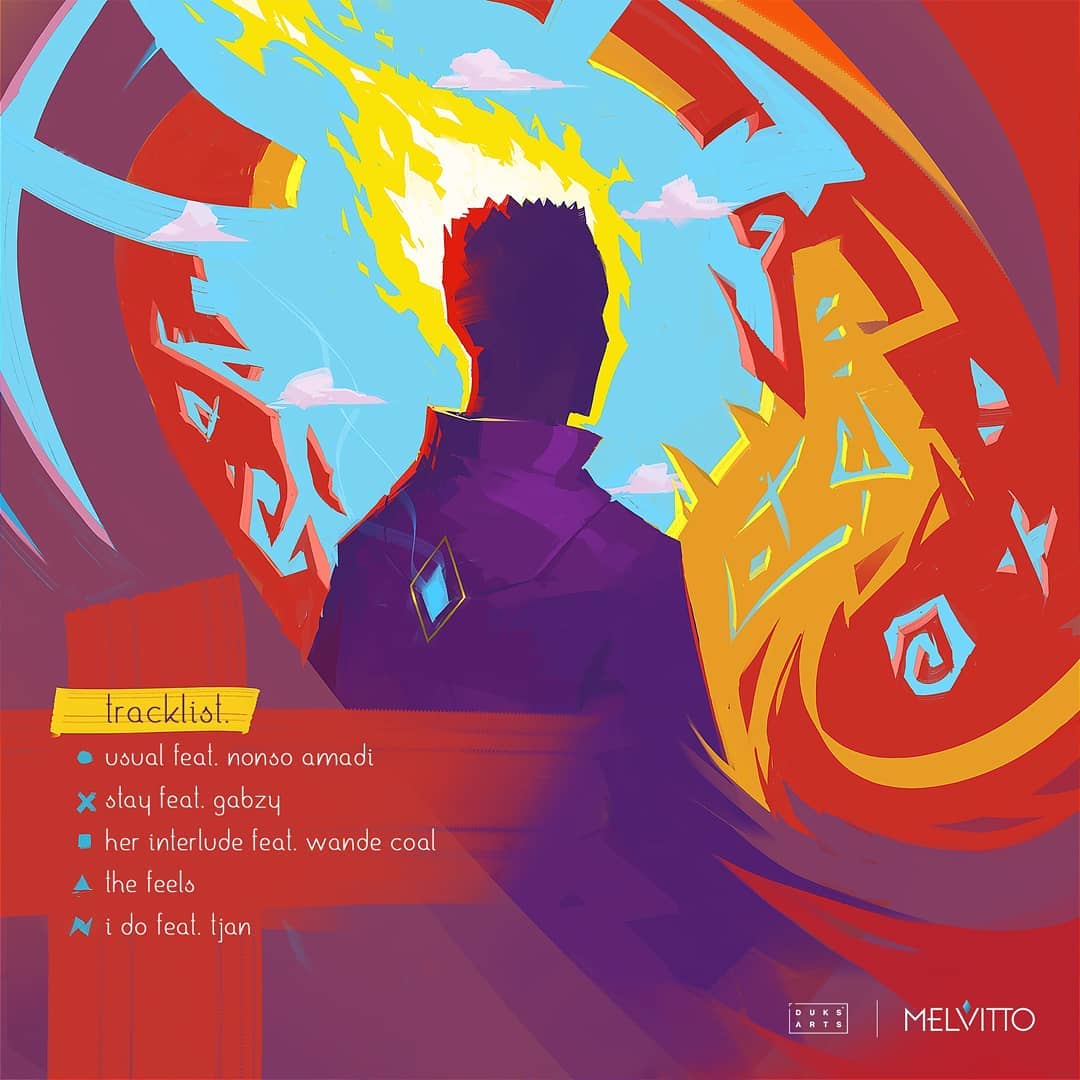 tracklist.
usual feat. nonso amadi
stay feat. gabzy
her interlude feat. wande coal
the feels
i do feat. tjan
DUKS
ARTS
MELVITTO